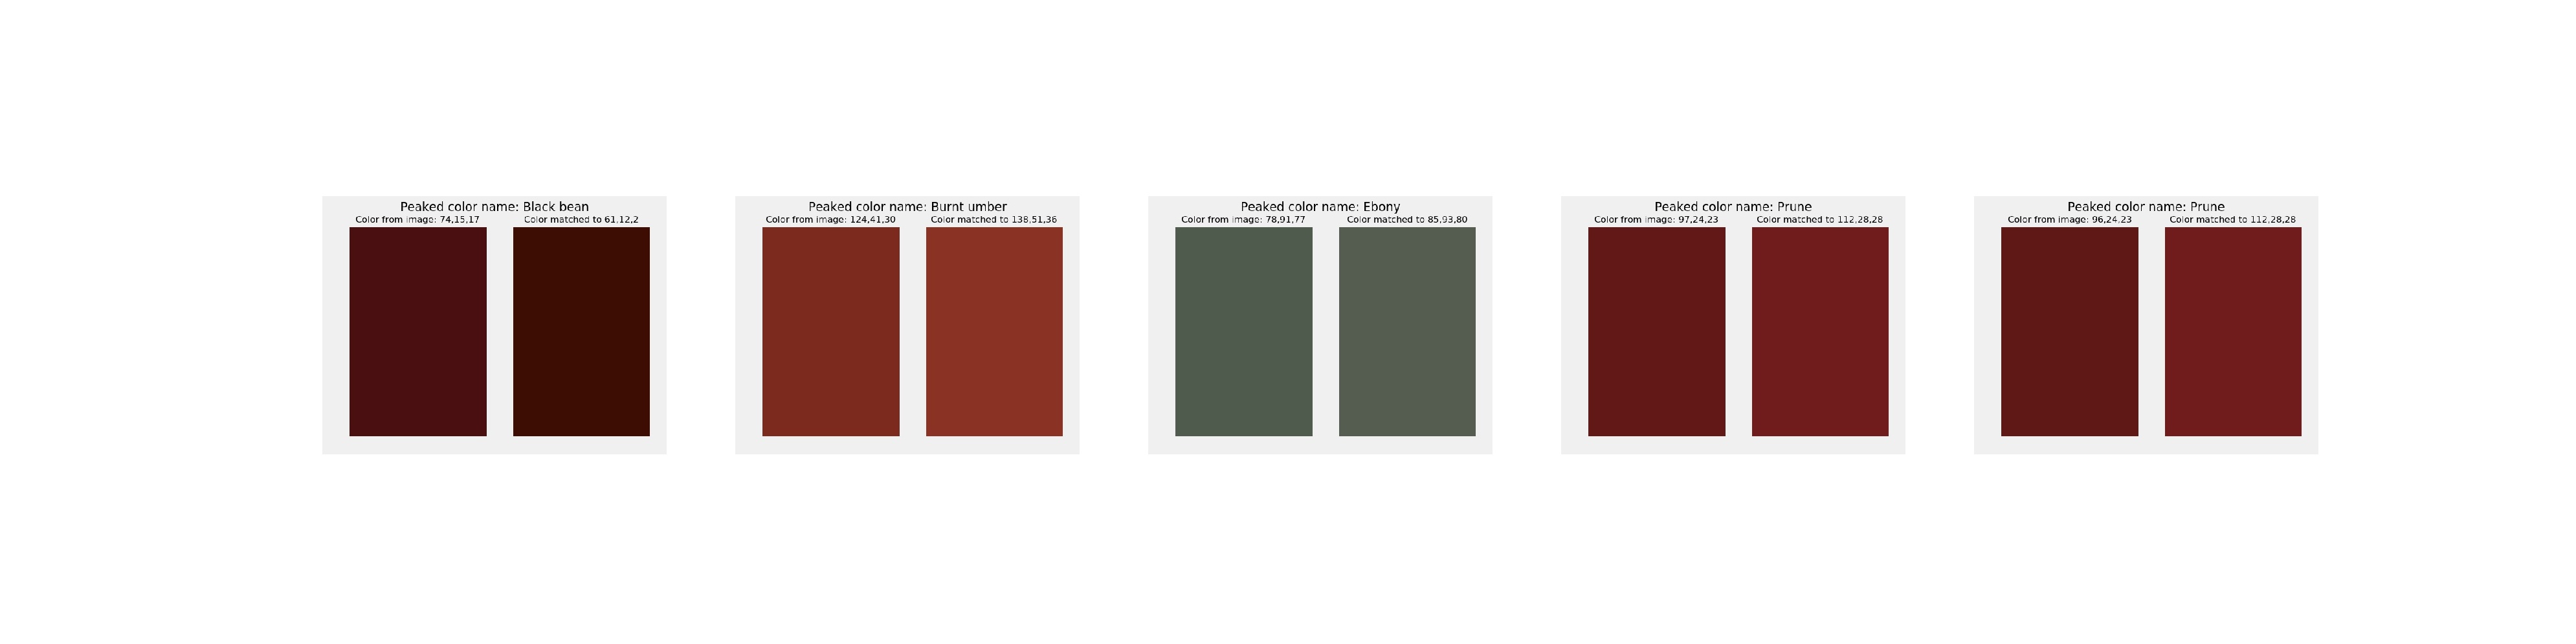 Peaked color name: Black bean
Color from image: 74,15,17
Color matched to 61,12,2
Peaked color name: Burnt umber
Color from image: 124,41,30
Color matched to 138,51,36
Peaked color name: Ebony
Color from image: 78,91,77
Color matched to 85,93,80
Peaked color name: Prune
Color from image: 97,24,23
Color matched to 112,28,28
Peaked color name: Prune
Color from image: 96,24,23
Color matched to 112,28,28